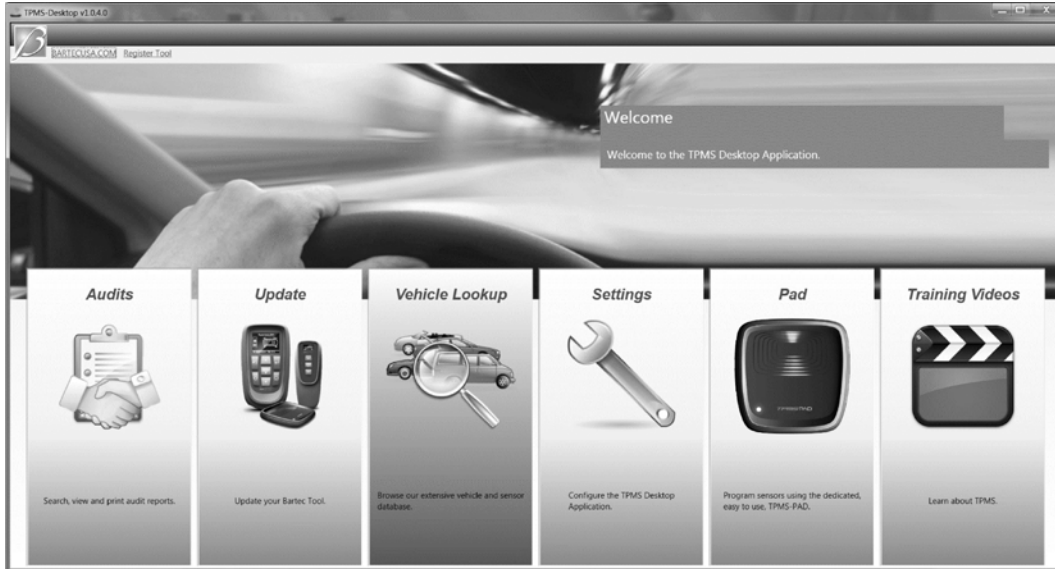 TPMS-Desktop v1.0.4.0
BARTECUSA.COM Register Tool
Welcome
Welcome to the TPMS Desktop Application.
Audits
Update
Vehicle Lookup
Settings
Pad
Training Videos
Search, view and print audit reports.
Update your Bartec Tool.
Browse our extensive vehicle and sensor
database.
Configure the TPMS Desktop
Application.
Program sensors using the dedicated,
easy to use, TPMS-PAD.
Learn about TPMS.